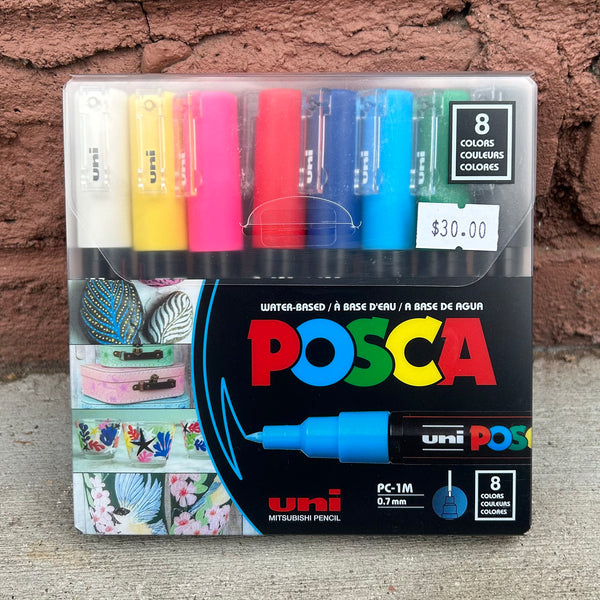 uni
uni
uni
uni
8
COLORS
COULEURS
COLORES
$30.00
WATER-BASED / À BASE D'EAU / A BASE DE AGUA
POSCA
uni POSC
uni
MITSUBISHI PENCIL
PC-1M
0.7 mm
8
COLORS
COULEURS
COLORES